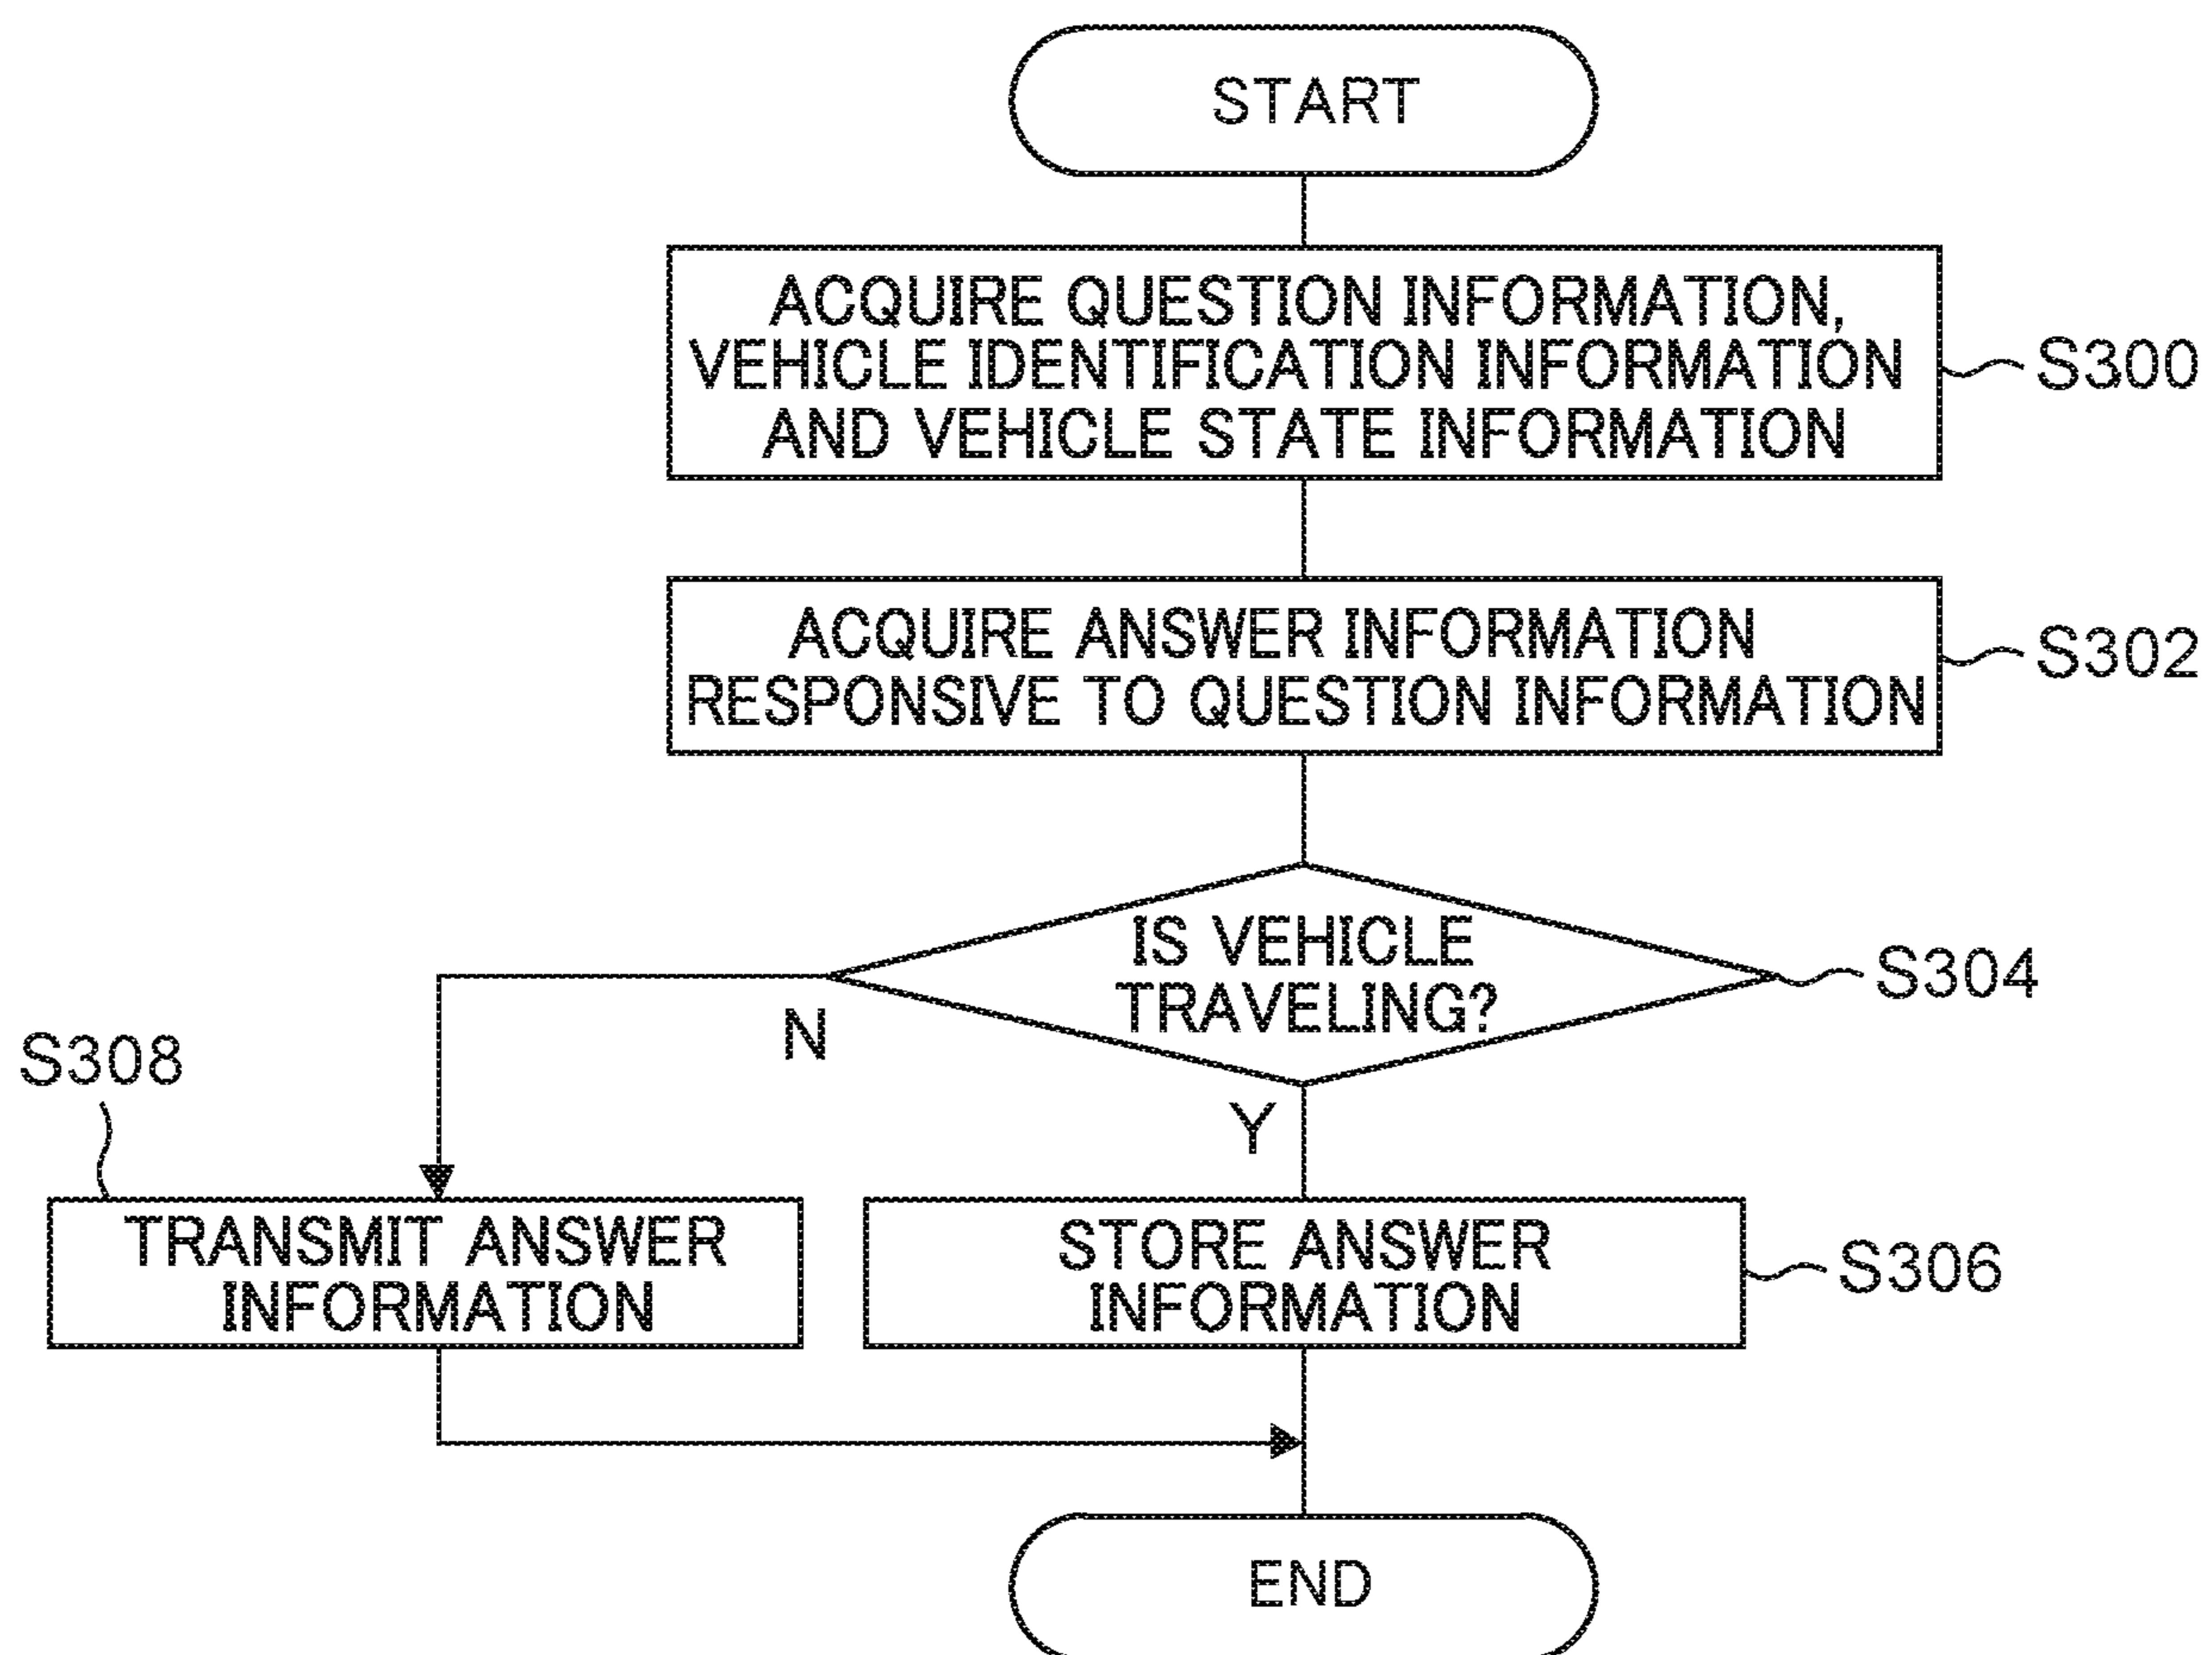 START
ACQUIRE QUESTION INFORMATION,
VEHICLE IDENTIFICATION INFORMATION
AND VEHICLE STATE INFORMATION
S300
ACQUIRE ANSWER INFORMATION
RESPONSIVE TO QUESTION INFORMATION
S302
IS VEHICLE
TRAVELING?
S304
N
Y
S308
TRANSMIT ANSWER
INFORMATION
STORE ANSWER
INFORMATION
S306
END